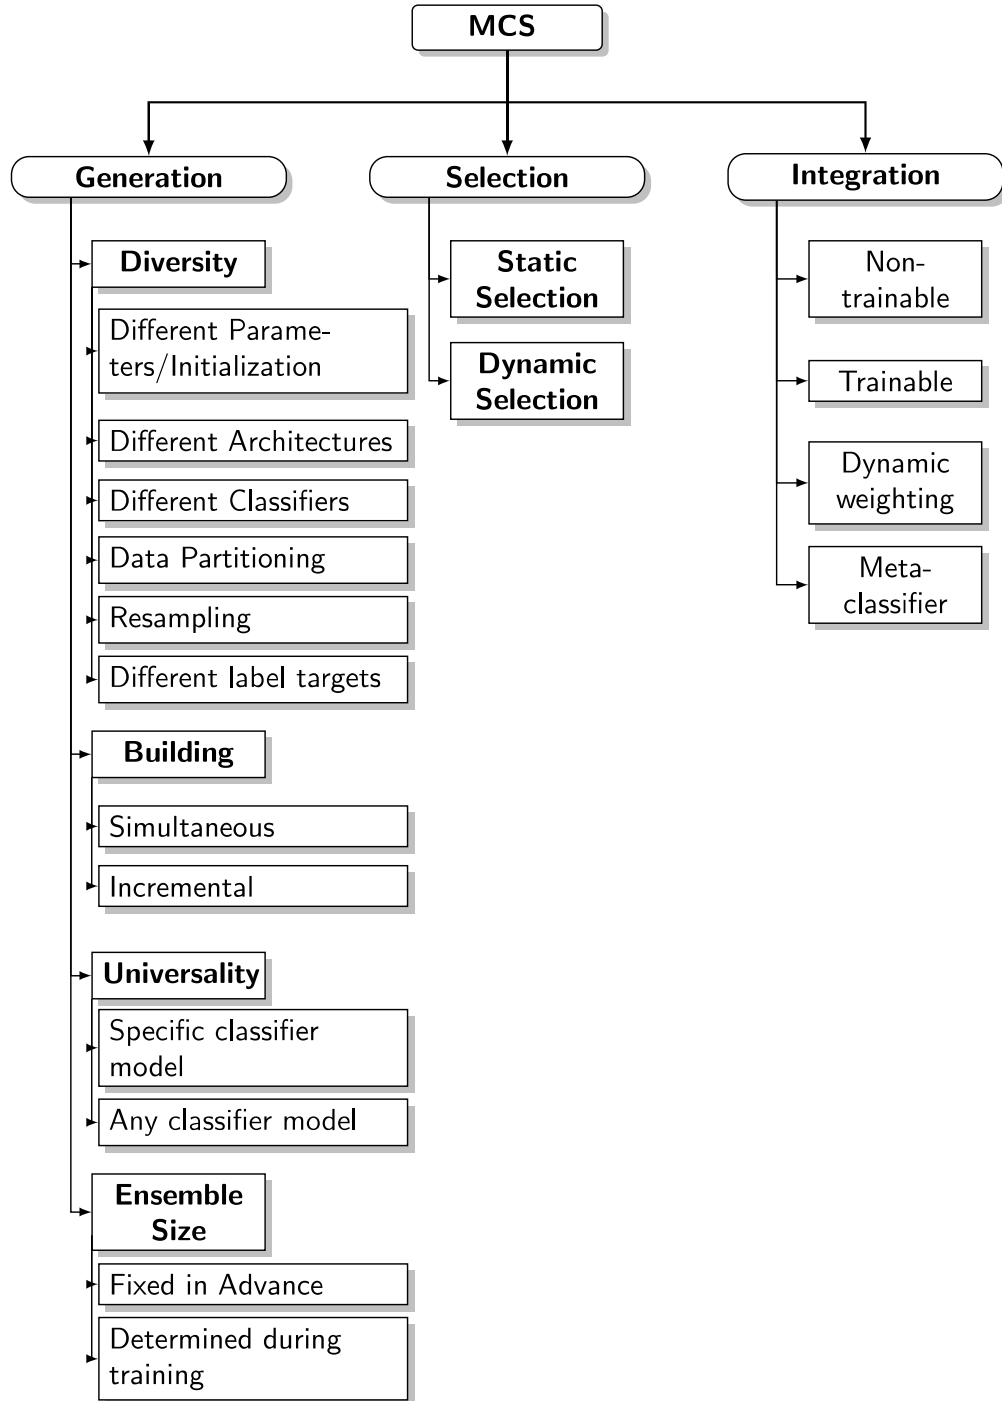 MCS
Generation
Diversity
Different Parame-
ters/Initialization
Different Architectures
Different Classifiers
Data Partitioning
Resampling
Different label targets
Building
Simultaneous
Incremental
Universality
Specific classifier
model
Any classifier model
Ensemble
Size
Fixed in Advance
Determined during
training
Selection
Static
Selection
Dynamic
Selection
Integration
Non-
trainable
Trainable
Dynamic
weighting
Meta-
classifier